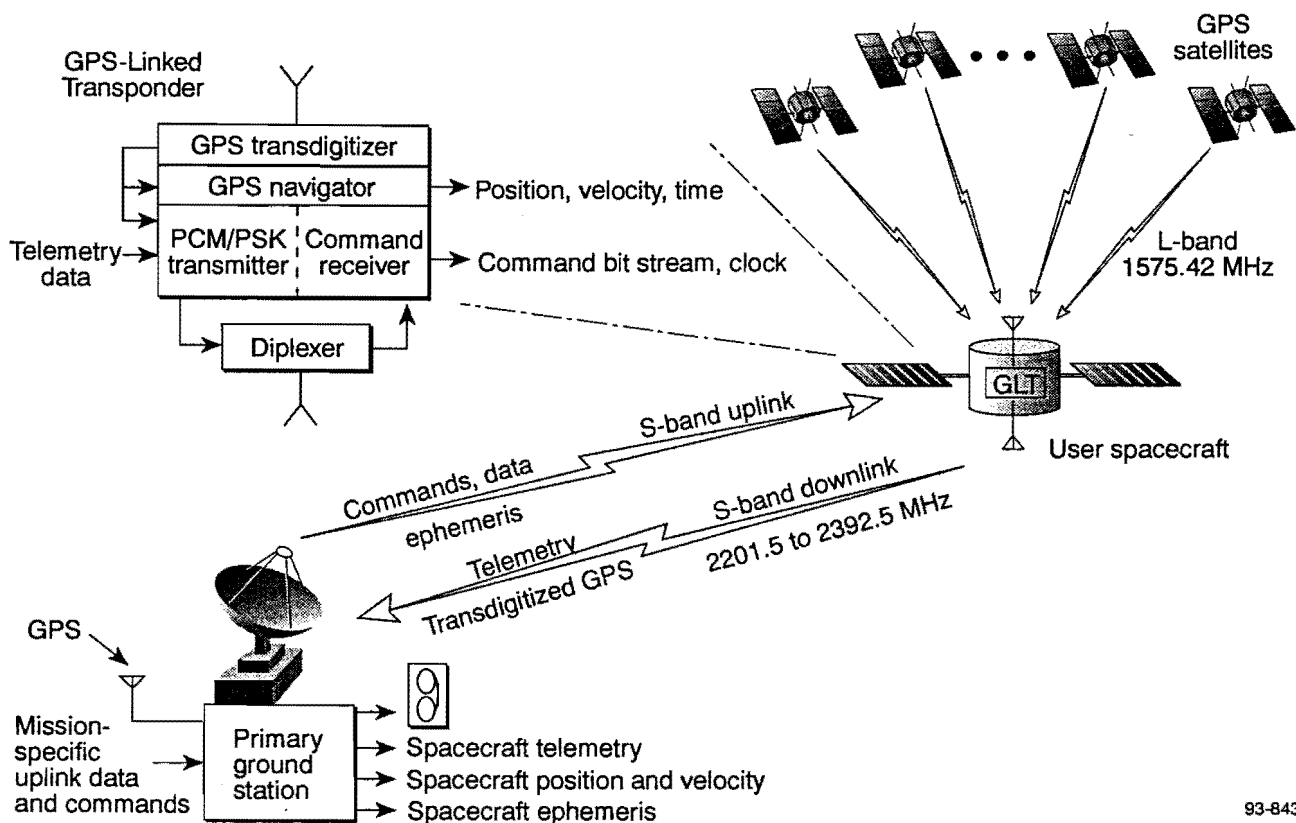 GPS-Linked
Transponder
GPS transdigitizer
GPS navigator
PCM/PSK
transmitter
Command
receiver
Telemetry
data
Diplexer
Position, velocity, time
Command bit stream, clock
GPS
satellites
L-band
1575.42 MHz
GLT
User spacecraft
S-band uplink
Commands, data
ephemeris
S-band downlink
2201.5 to 2392.5 MHz
Telemetry
Transdigitized GPS
GPS
Mission-
specific
uplink data
and commands
Primary
ground
station
Spacecraft telemetry
Spacecraft position and velocity
Spacecraft ephemeris
93-843